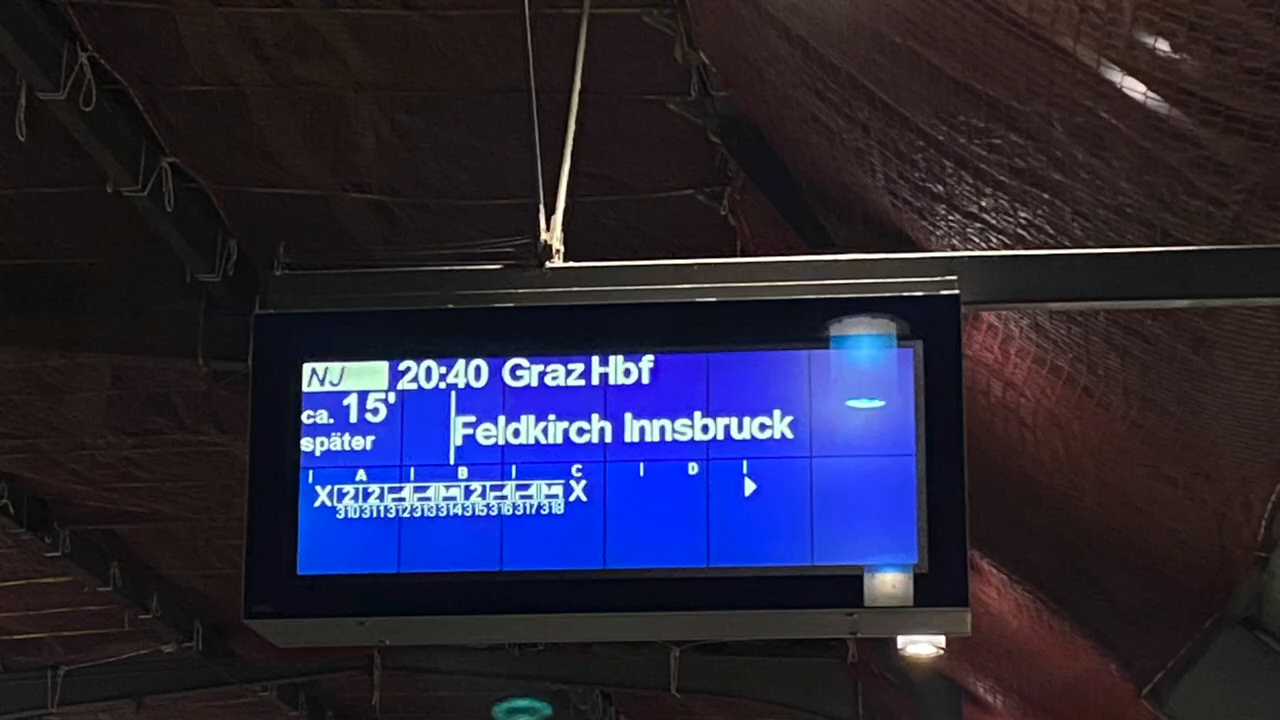 NJ 20:40 Graz Hbf
ca. 15'
später
Feldkirch Innsbruck
A B C D
X 2 2 2 X
310 311 312 313 314 315 316 317 318